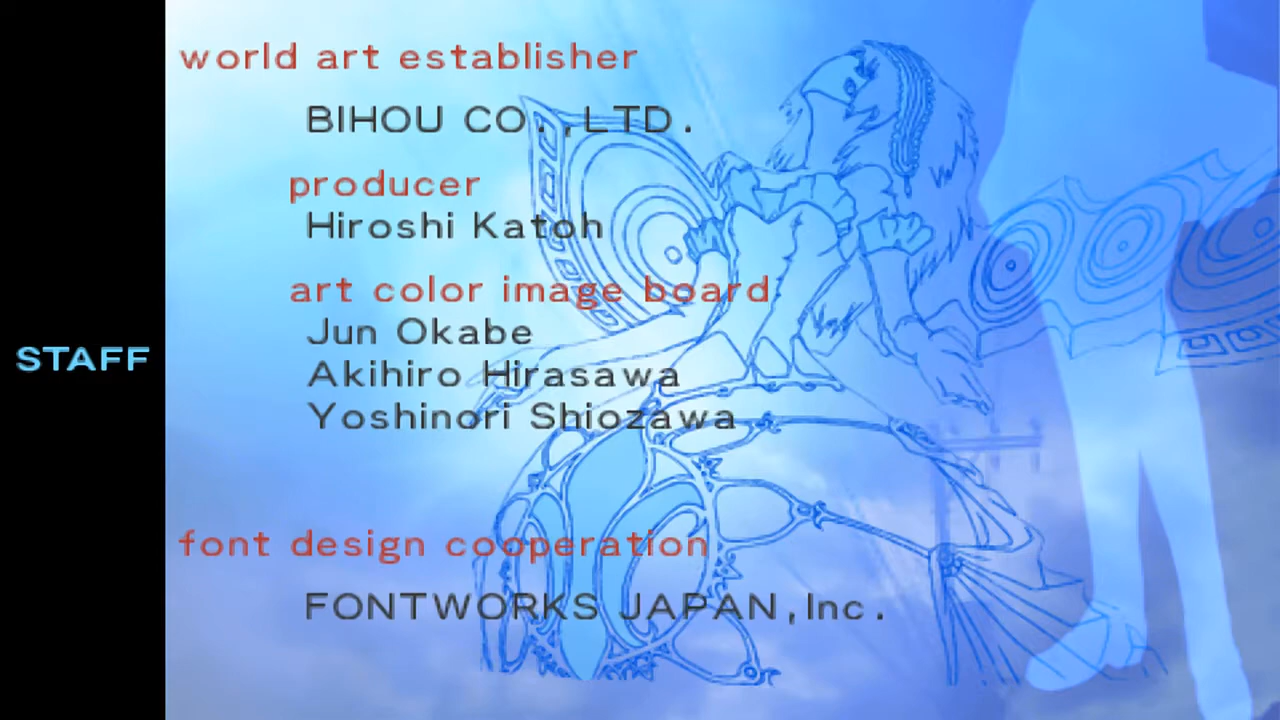 STAFF
world art establisher
BIHOU CO.,LTD.
producer
Hiroshi Katoh
art color image board
Jun Okabe
Akihiro Hirasawa
Yoshinori Shiozawa
font design cooperation
FONTWORKS JAPAN,Inc.